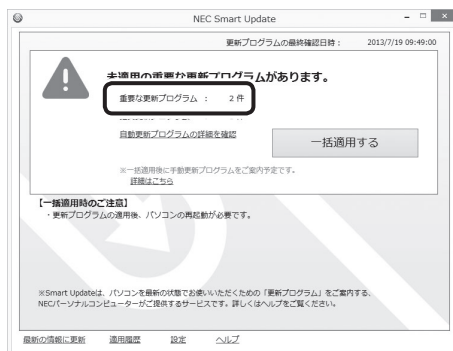 NEC Smart Update
更新プログラムの最終確認日時： 2013/7/19 09:49:00
未適用の重要な更新プログラムがあります。
重要な更新プログラム ： 2 件
自動更新プログラムの詳細を確認
一括適用する
※一括適用後に手動更新プログラムをご案内予定です。
詳細はこちら
【一括適用時のご注意】
・更新プログラムの適用後、パソコンの再起動が必要です。
※Smart Updateは、パソコンを最新の状態でお使いいただくための「更新プログラム」をご案内する、
NECパーソナルコンピューターがご提供するサービスです。詳しくはヘルプをご覧ください。
最新の情報に更新 適用履歴 設定 ヘルプ